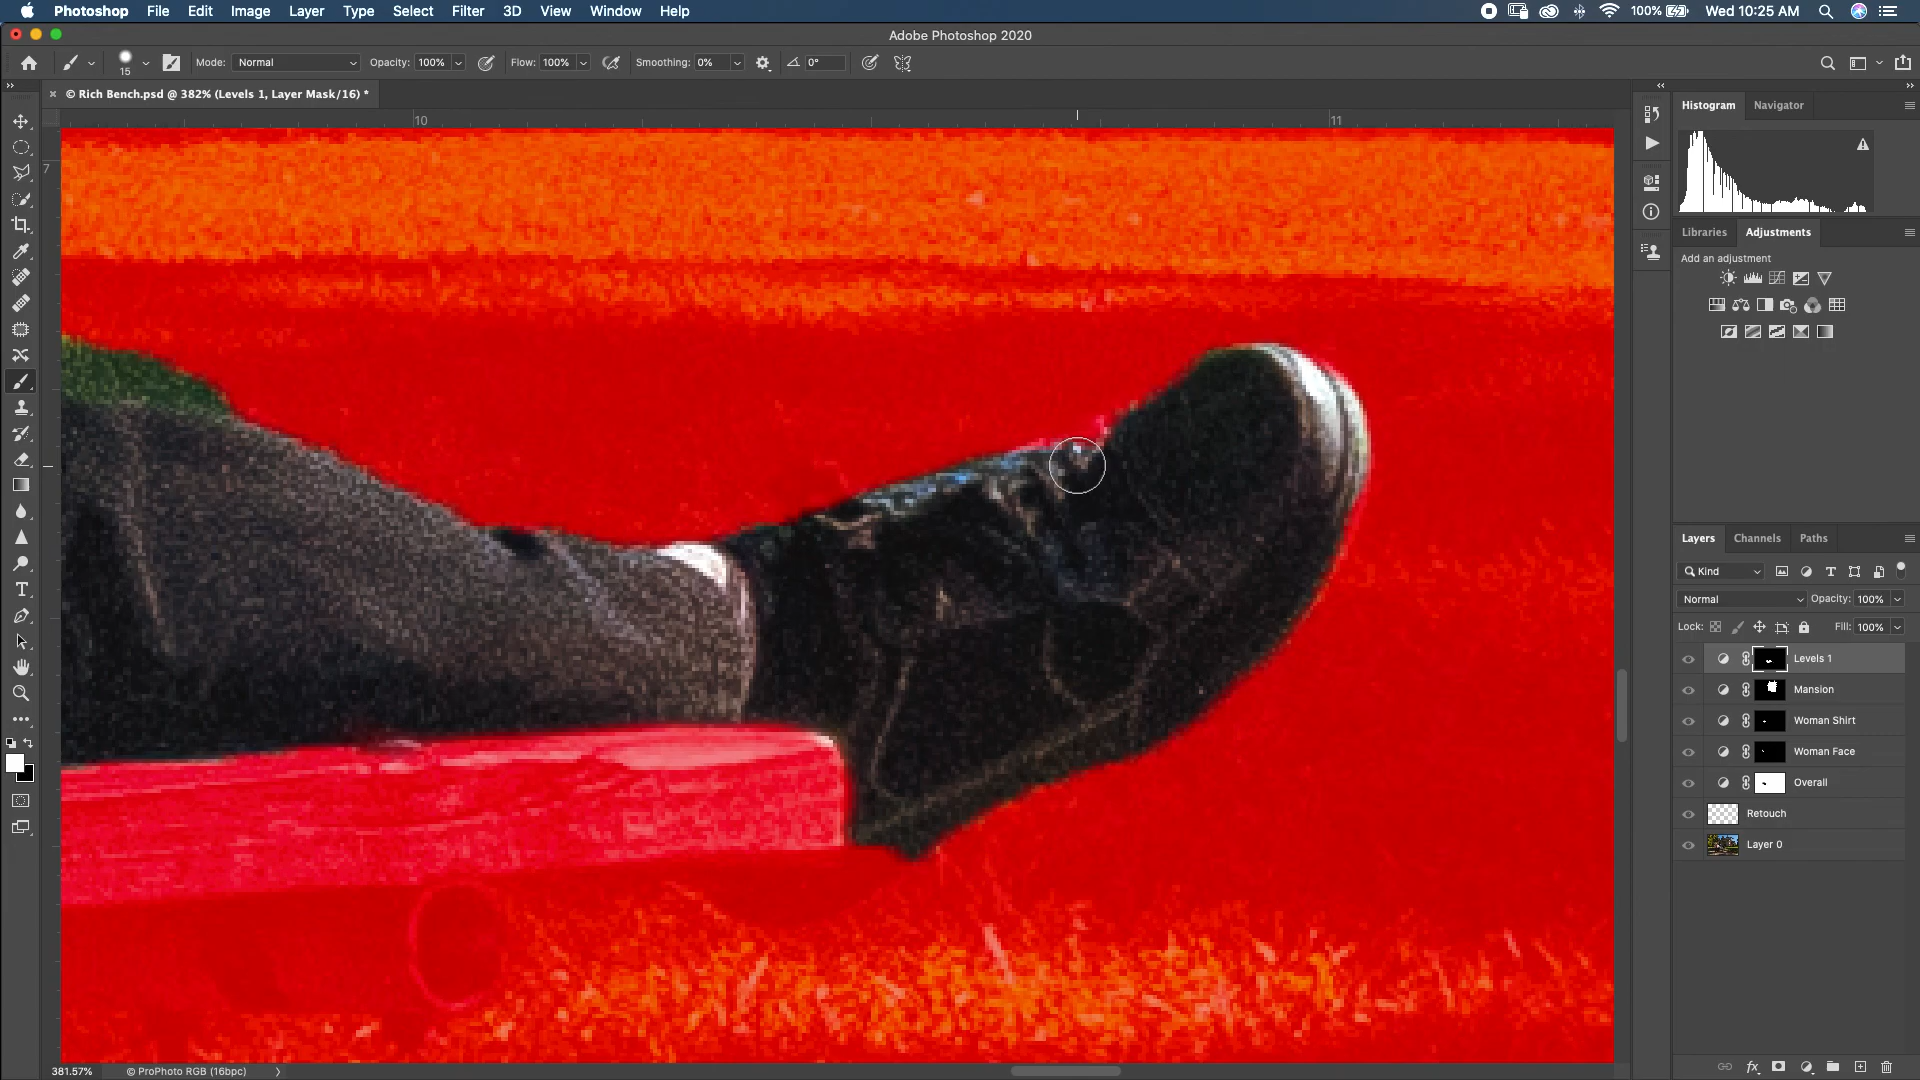 Photoshop File Edit Image Layer Type Select Filter 3D View Window Help 100% Wed 10:25 AM
Adobe Photoshop 2020
15 Mode: Normal Opacity: 100% Flow: 100% Smoothing: 0% 0°
× © Rich Bench.psd @ 382% (Levels 1, Layer Mask/16) *
Histogram Navigator
10 11
7
Libraries Adjustments
Add an adjustment
Layers Channels Paths
Kind
Normal Opacity: 100%
Lock: Fill: 100%
Levels 1
Mansion
Woman Shirt
Woman Face
Overall
Retouch
Layer 0
fx
381.57% © ProPhoto RGB (16bpc)